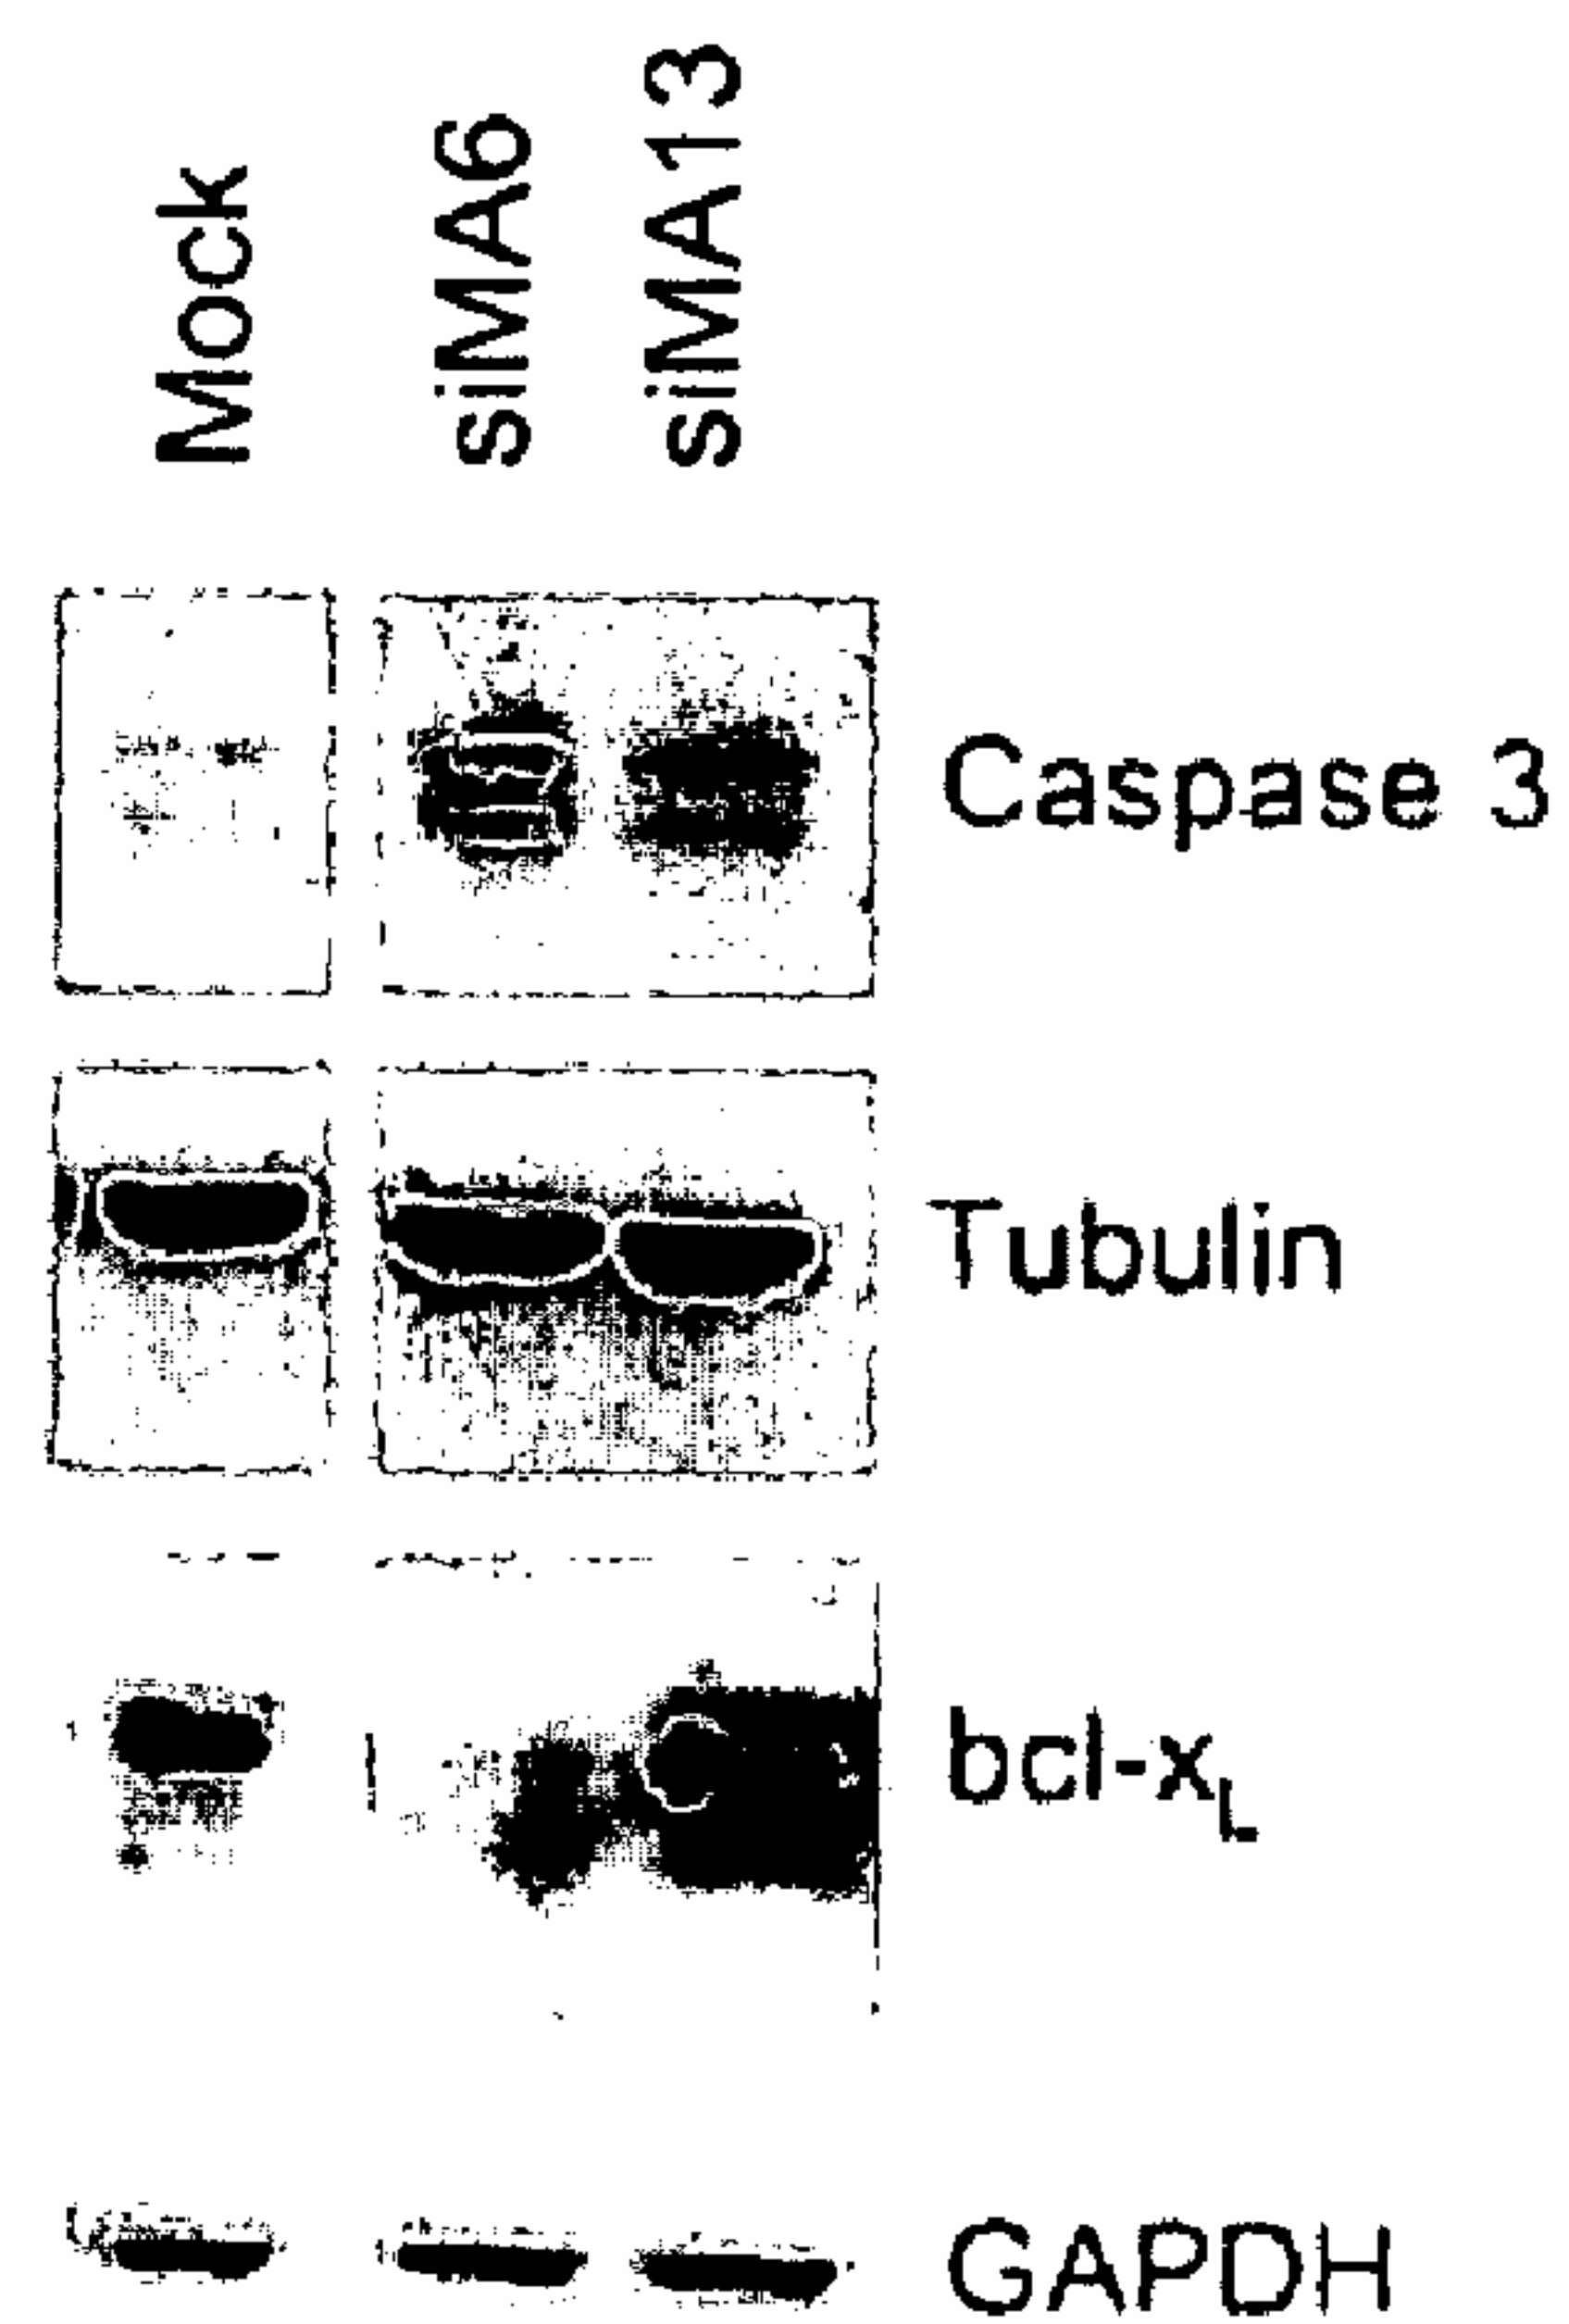 Mock
siMA6
siMA13
Caspase 3
Tubulin
bcl-xL
GAPDH